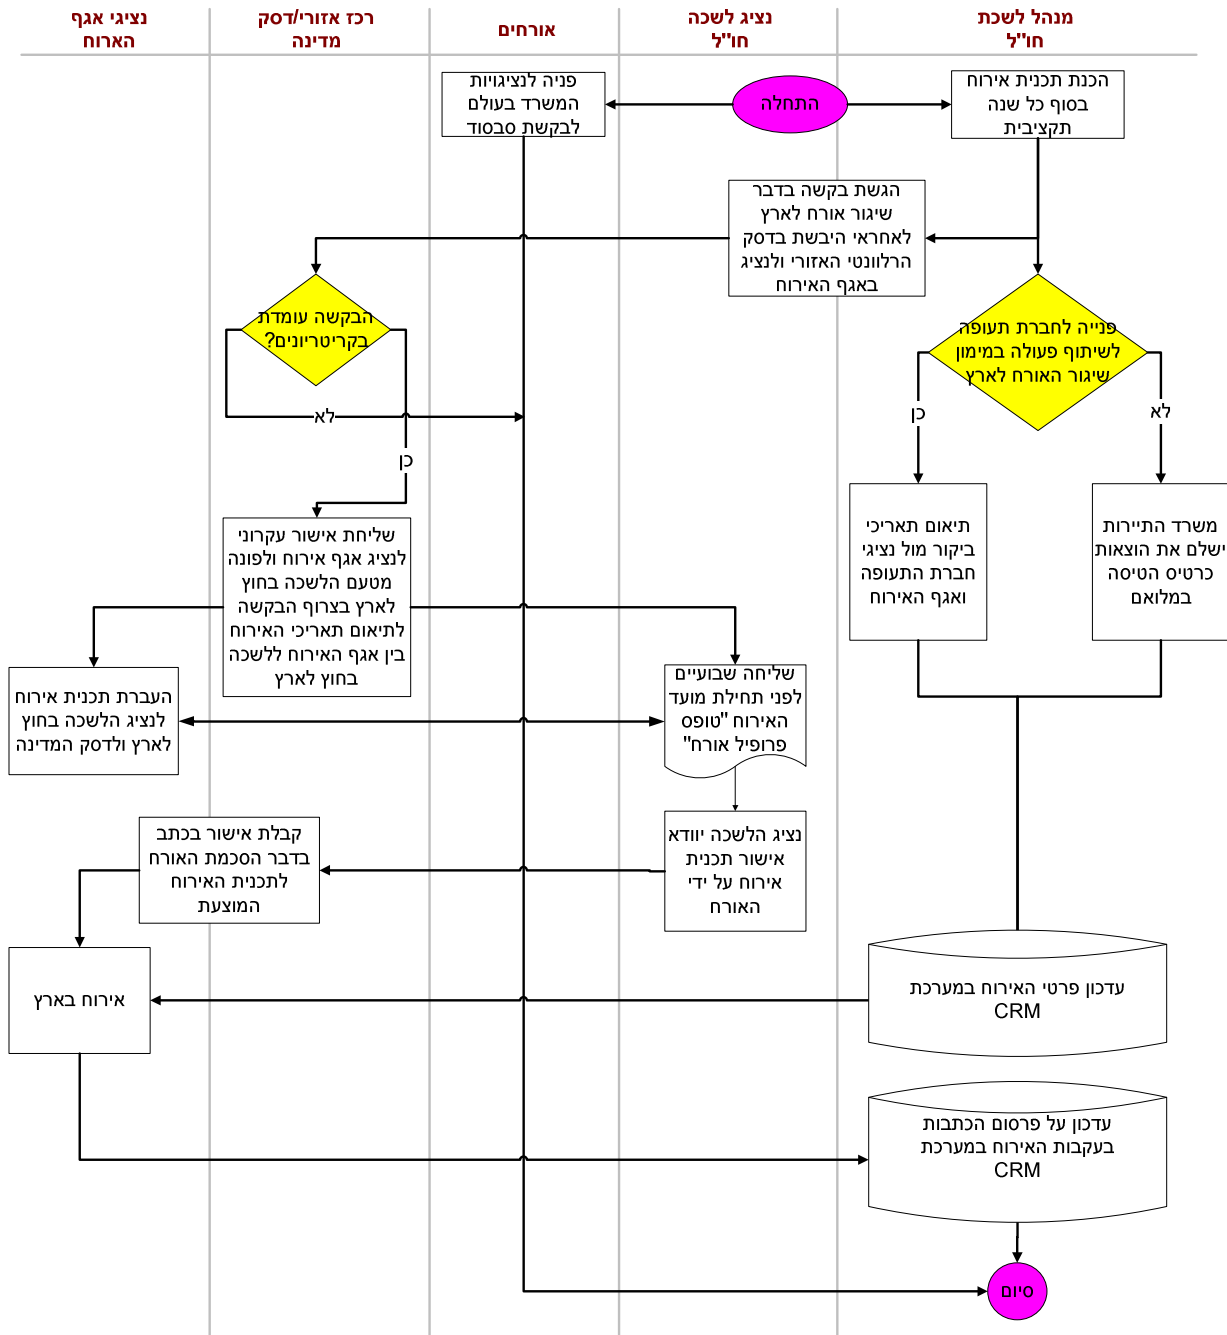 מנהל לשכת
חו"ל
נציג לשכה
חו"ל
אורחים
רכז אזורי/דסק
מדינה
נציגי אגף
הארוח
התחלה
הכנת תכנית אירוח
בסוף כל שנה
תקציבית
פניה לנציגויות
המשרד בעולם
לבקשת סבסוד
הגשת בקשה בדבר
שיגור אורח לארץ
לאחראי היבשת בדסק
הרלוונטי האזורי ולנציג
באגף האירוח
פנייה לחברת תעופה
לשיתוף פעולה במימון
שיגור האורח לארץ
הבקשה עומדת
בקריטריונים?
לא
כן
לא
כן
משרד התיירות
ישלם את הוצאות
כרטיס הטיסה
במלואם
תיאום תאריכי
ביקור מול נציגי
חברת התעופה
ואגף האירוח
שליחת אישור עקרוני
לנציג אגף אירוח ולפונה
מטעם הלשכה בחוץ
לארץ בצרוף הבקשה
לתיאום תאריכי האירוח
בין אגף האירוח ללשכה
בחוץ לארץ
שליחה שבועיים
לפני תחילת מועד
האירוח "טופס
פרופיל אורח"
העברת תכנית אירוח
לנציג הלשכה בחוץ
לארץ ולדסק המדינה
נציג הלשכה יוודא
אישור תכנית
אירוח על ידי
האורח
קבלת אישור בכתב
בדבר הסכמת האורח
לתכנית האירוח
המוצעת
עדכון פרטי האירוח במערכת
CRM
אירוח בארץ
עדכון על פרסום הכתבות
בעקבות האירוח במערכת
CRM
סיום